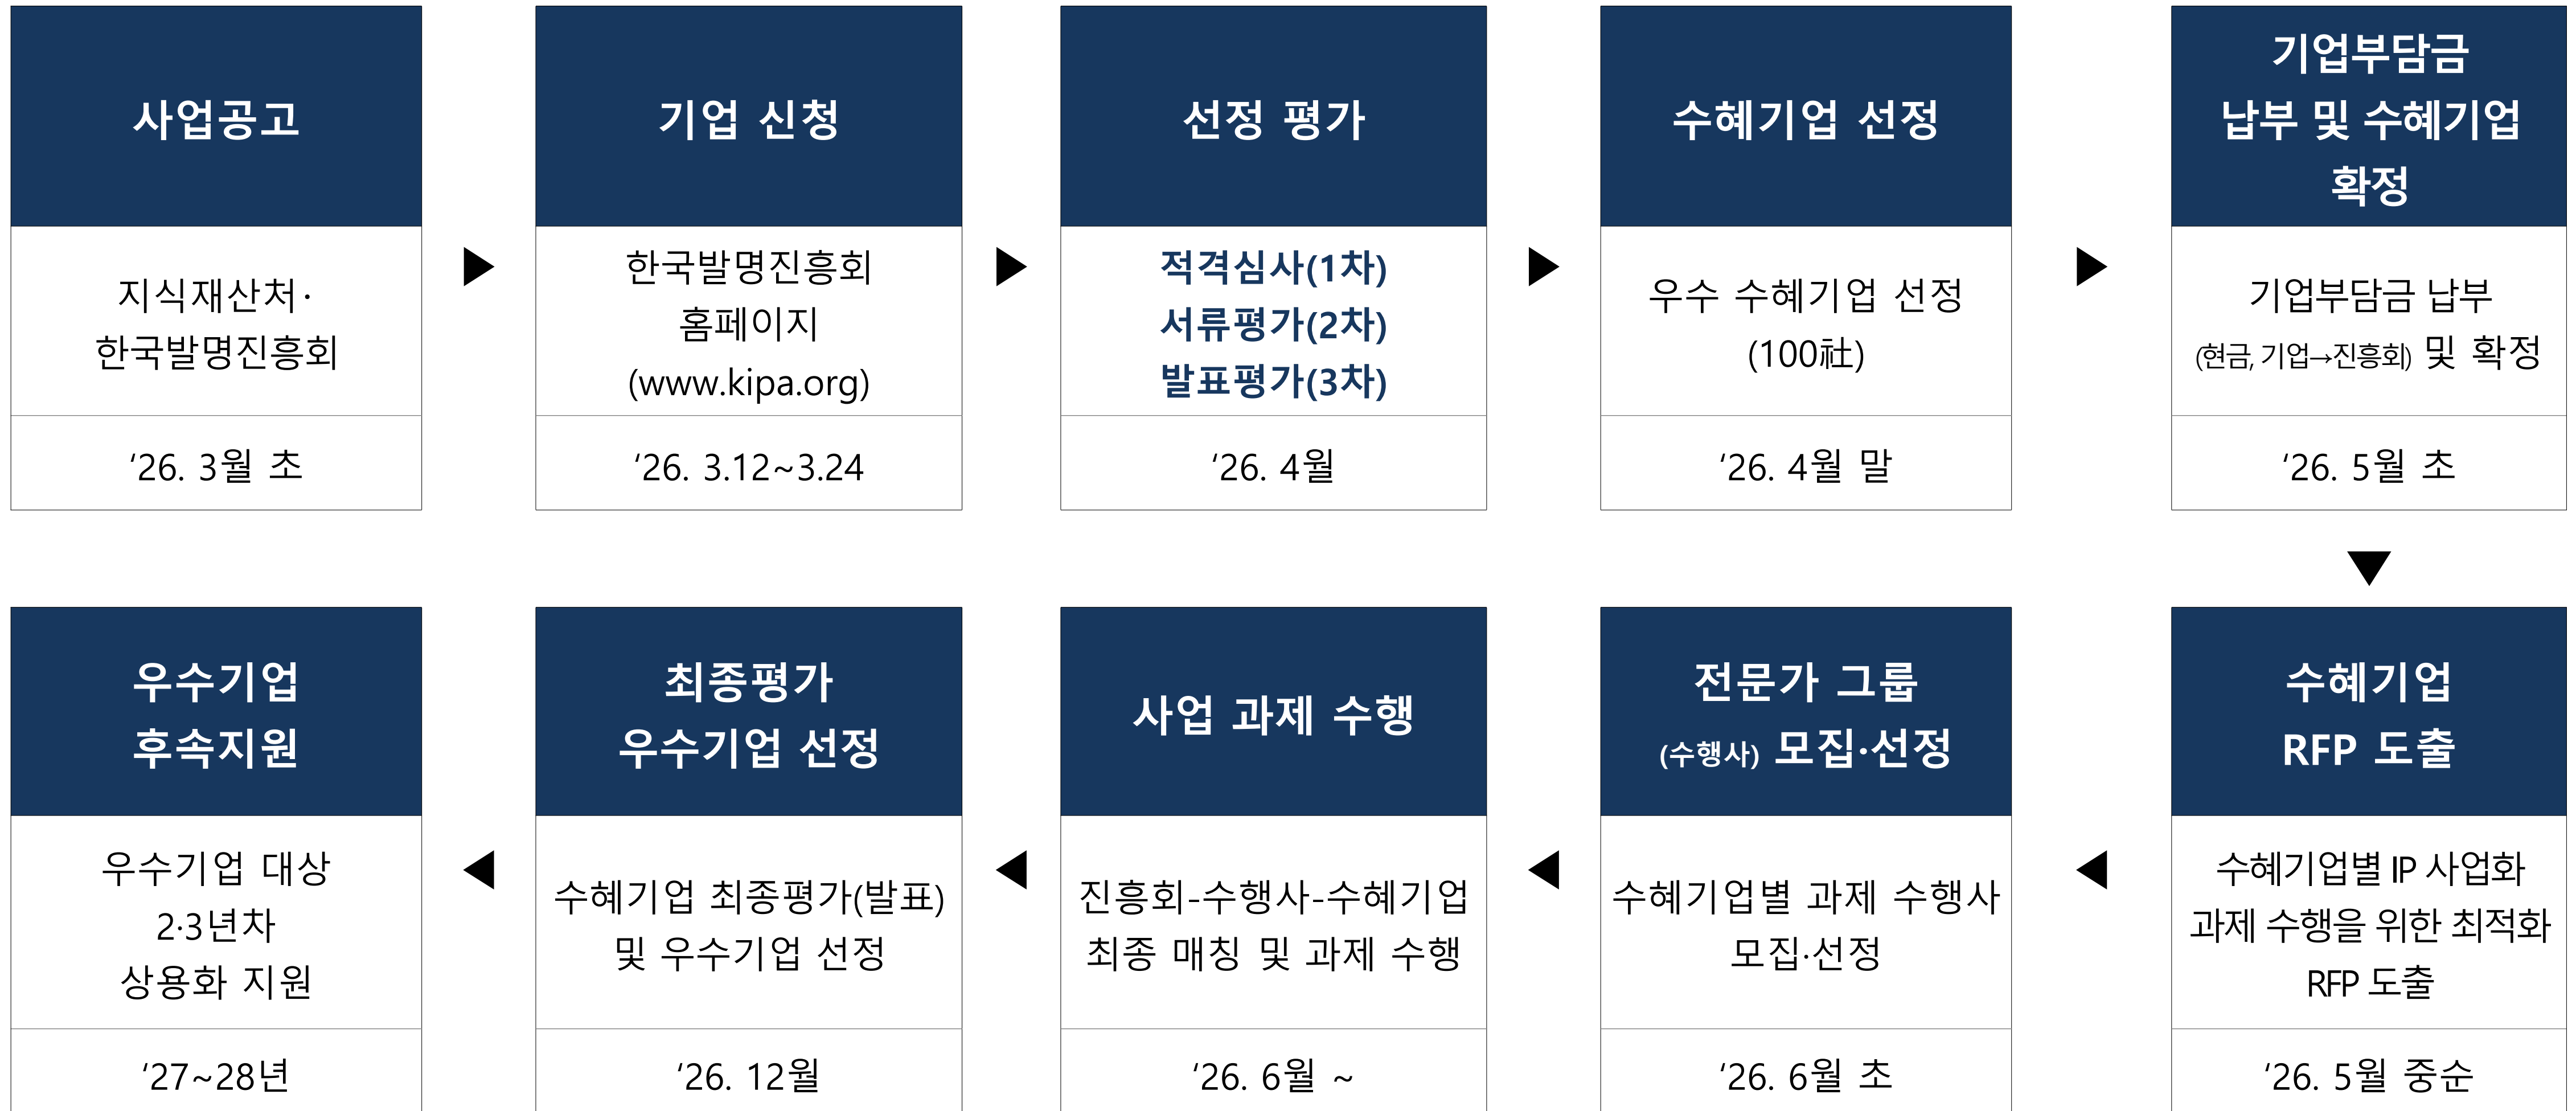 사업공고
지식재산처·
한국발명진흥회
‘26. 3월 초
기업 신청
한국발명진흥회
홈페이지
(www.kipa.org)
‘26. 3.12~3.24
선정 평가
적격심사(1차)
서류평가(2차)
발표평가(3차)
‘26. 4월
수혜기업 선정
우수 수혜기업 선정
(100社)
‘26. 4월 말
기업부담금
납부 및 수혜기업
확정
기업부담금 납부
(현금, 기업→진흥회) 및 확정
‘26. 5월 초
수혜기업
RFP 도출
수혜기업별 IP 사업화
과제 수행을 위한 최적화
RFP 도출
‘26. 5월 중순
전문가 그룹
(수행사) 모집·선정
수혜기업별 과제 수행사
모집·선정
‘26. 6월 초
사업 과제 수행
진흥회-수행사-수혜기업
최종 매칭 및 과제 수행
‘26. 6월 ~
최종평가
우수기업 선정
수혜기업 최종평가(발표)
및 우수기업 선정
‘26. 12월
우수기업
후속지원
우수기업 대상
2·3년차
상용화 지원
‘27~28년